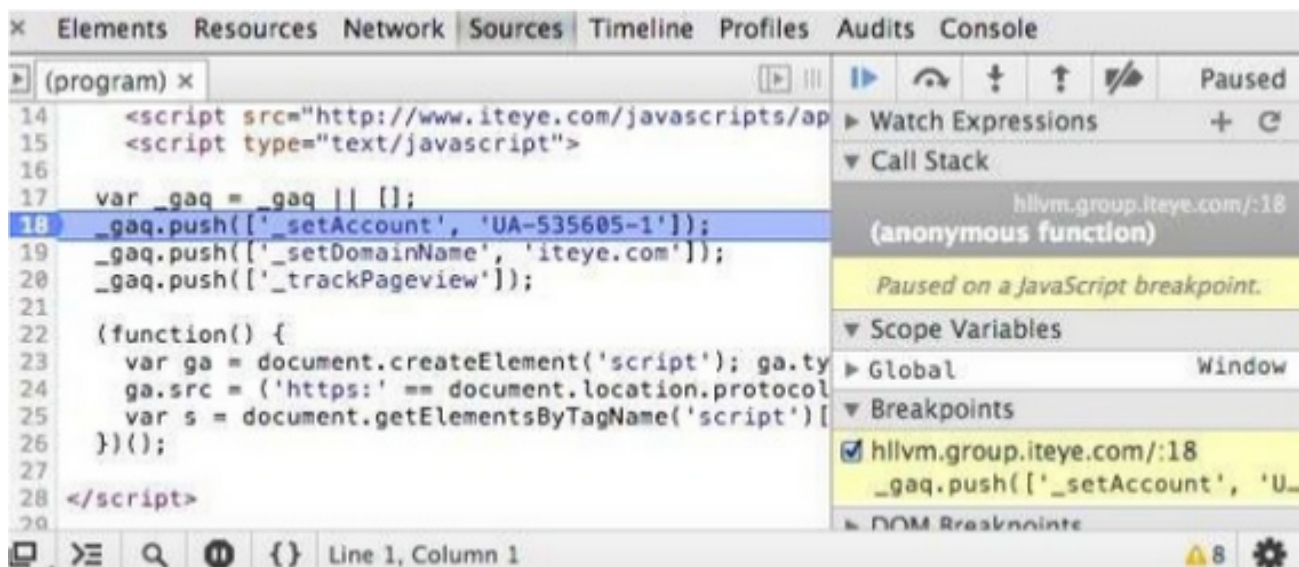 × Elements Resources Network Sources Timeline Profiles Audits Console
(program) ×
14 <script src="http://www.iteye.com/javascripts/ap
15 <script type="text/javascript">
16
17 var _gaq = _gaq || [];
18 _gaq.push(['_setAccount', 'UA-535605-1']);
19 _gaq.push(['_setDomainName', 'iteye.com']);
20 _gaq.push(['_trackPageview']);
21
22 (function() {
23 var ga = document.createElement('script'); ga.ty
24 ga.src = ('https:' == document.location.protocol
25 var s = document.getElementsByTagName('script')[
26 })();
27
28 </script>
29
{} Line 1, Column 1
Paused
Watch Expressions +
Call Stack
hllvm.group.iteye.com/:18
(anonymous function)
Paused on a JavaScript breakpoint.
Scope Variables
Global Window
Breakpoints
hllvm.group.iteye.com/:18
_gaq.push(['_setAccount', 'U…
DOM Breakpoints
8